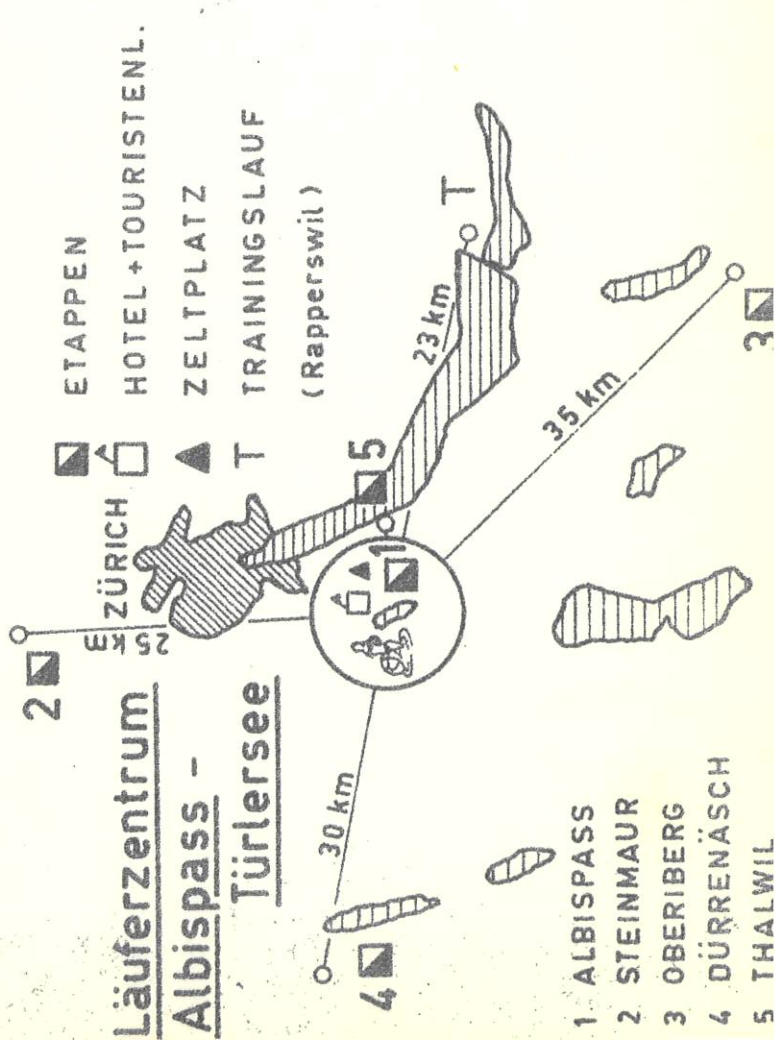 Läuferzentrum
Albispass -
Türlersee
ETAPPEN
HOTEL+TOURISTENL.
ZELTPLATZ
T TRAININGSLAUF
(Rapperswil)
2
25 km
ZÜRICH
30 km
4
1
5
23 km
T
35 km
3
1 ALBISPASS
2 STEINMAUR
3 OBERIBERG
4 DÜRRENÄSCH
5 THALWIL